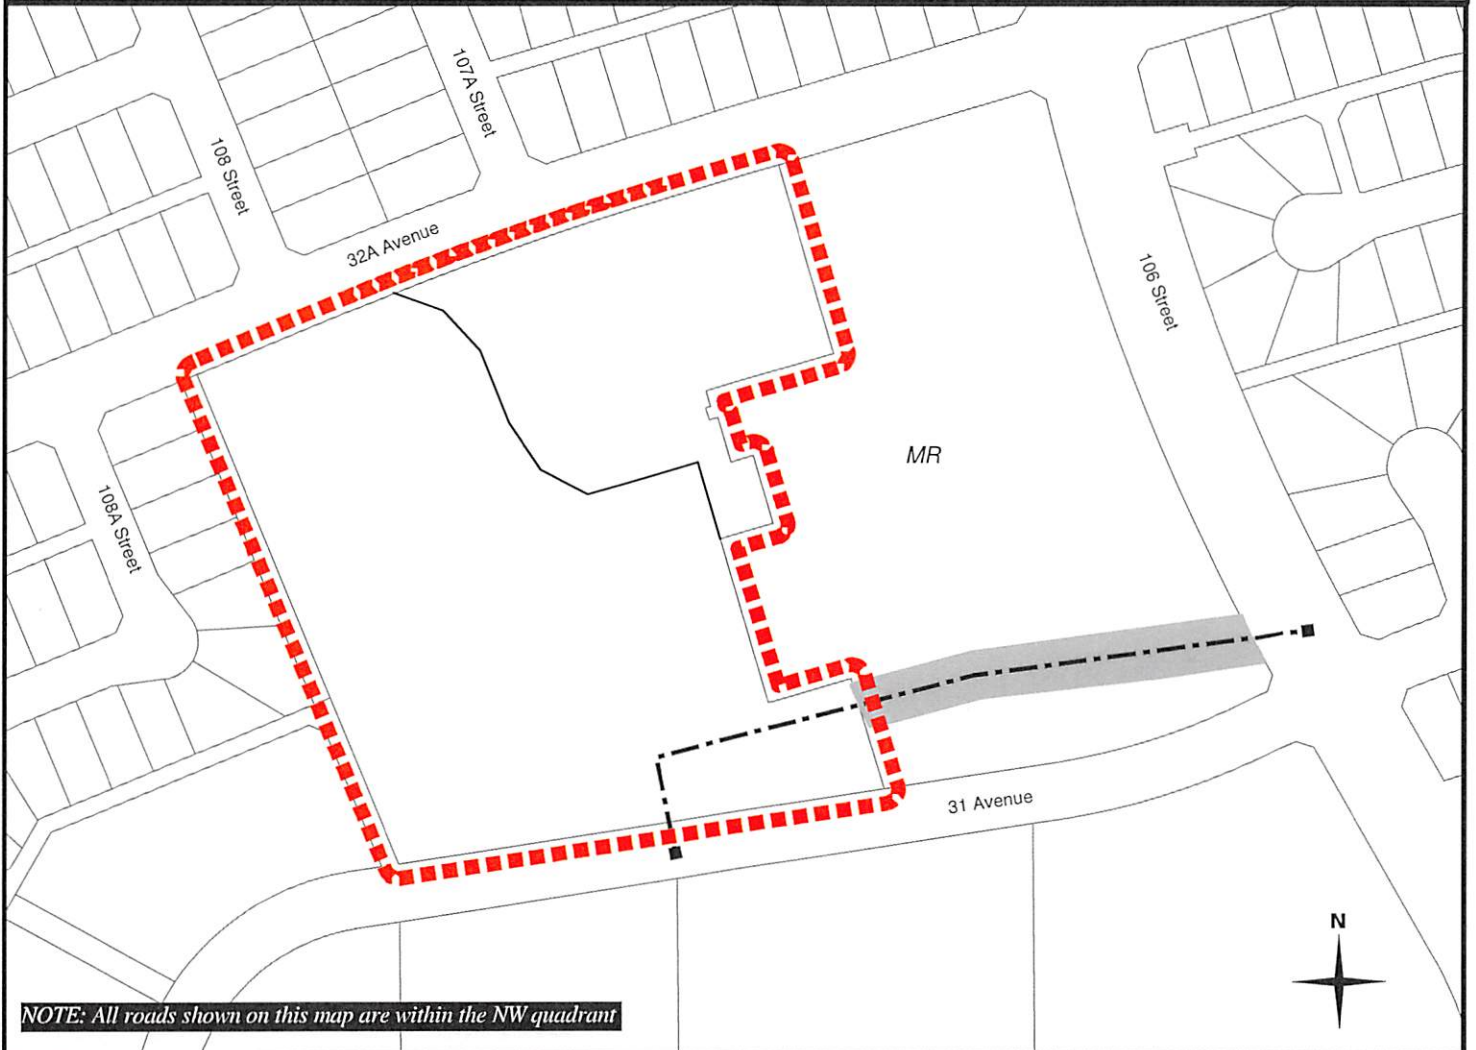 107A Street
108 Street
32A Avenue
106 Street
MR
108A Street
31 Avenue
N
NOTE: All roads shown on this map are within the NW quadrant